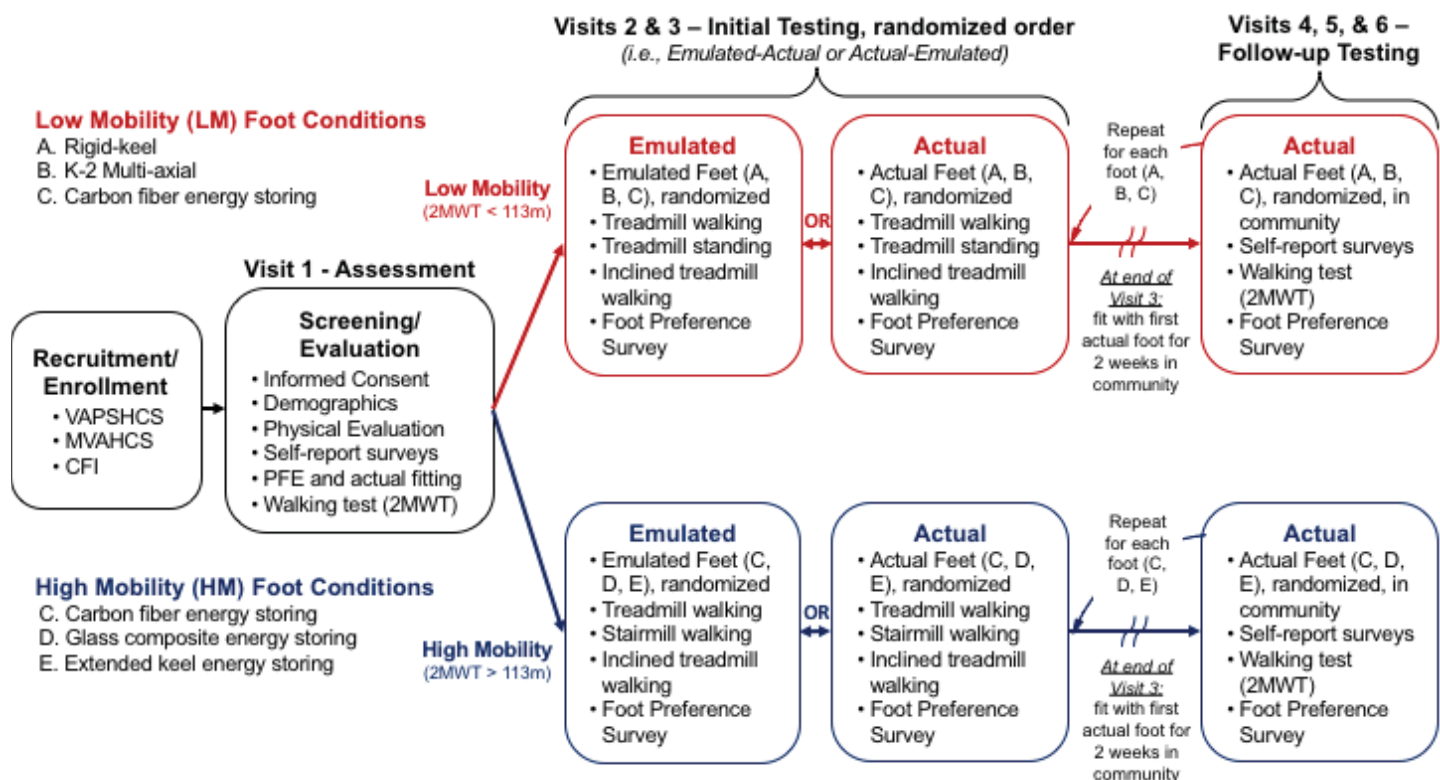 Visits 2 & 3 – Initial Testing, randomized order
(i.e., Emulated-Actual or Actual-Emulated)
Visits 4, 5, & 6 –
Follow-up Testing
Low Mobility (LM) Foot Conditions
A. Rigid-keel
B. K-2 Multi-axial
C. Carbon fiber energy storing
Low Mobility
(2MWT < 113m)
Emulated
• Emulated Feet (A,
B, C), randomized
• Treadmill walking
• Treadmill standing
• Inclined treadmill
walking
• Foot Preference
Survey
OR
Actual
• Actual Feet (A, B,
C), randomized
• Treadmill walking
• Treadmill standing
• Inclined treadmill
walking
• Foot Preference
Survey
Repeat
for each
foot (A,
B, C)
At end of
Visit 3:
fit with first
actual foot for
2 weeks in
community
Actual
• Actual Feet (A, B,
C), randomized, in
community
• Self-report surveys
• Walking test
(2MWT)
• Foot Preference
Survey
Recruitment/
Enrollment
• VAPSHCS
• MVAHCS
• CFI
Visit 1 - Assessment
Screening/
Evaluation
• Informed Consent
• Demographics
• Physical Evaluation
• Self-report surveys
• PFE and actual fitting
• Walking test (2MWT)
High Mobility (HM) Foot Conditions
C. Carbon fiber energy storing
D. Glass composite energy storing
E. Extended keel energy storing
High Mobility
(2MWT > 113m)
Emulated
• Emulated Feet (C,
D, E), randomized
• Treadmill walking
• Stairmill walking
• Inclined treadmill
walking
• Foot Preference
Survey
OR
Actual
• Actual Feet (C, D,
E), randomized
• Treadmill walking
• Stairmill walking
• Inclined treadmill
walking
• Foot Preference
Survey
Repeat
for each
foot (C,
D, E)
At end of
Visit 3:
fit with first
actual foot for
2 weeks in
community
Actual
• Actual Feet (C, D,
E), randomized, in
community
• Self-report surveys
• Walking test
(2MWT)
• Foot Preference
Survey